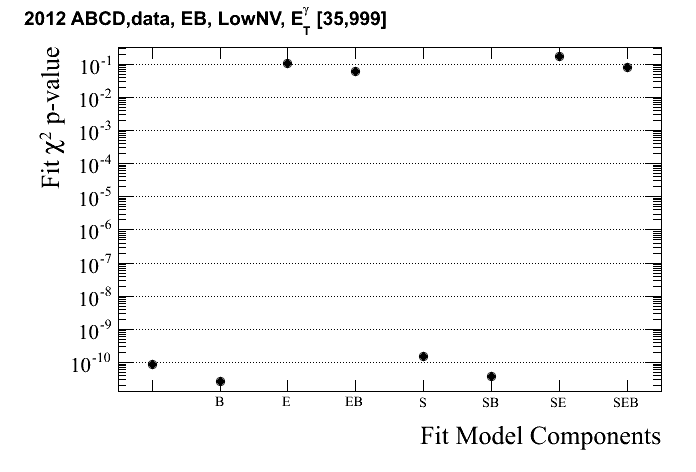 2012 ABCD,data, EB, LowNV, E_T^γ [35,999]
Fit χ² p-value
10⁻¹
10⁻²
10⁻³
10⁻⁴
10⁻⁵
10⁻⁶
10⁻⁷
10⁻⁸
10⁻⁹
10⁻¹⁰
B E EB S SB SE SEB
Fit Model Components